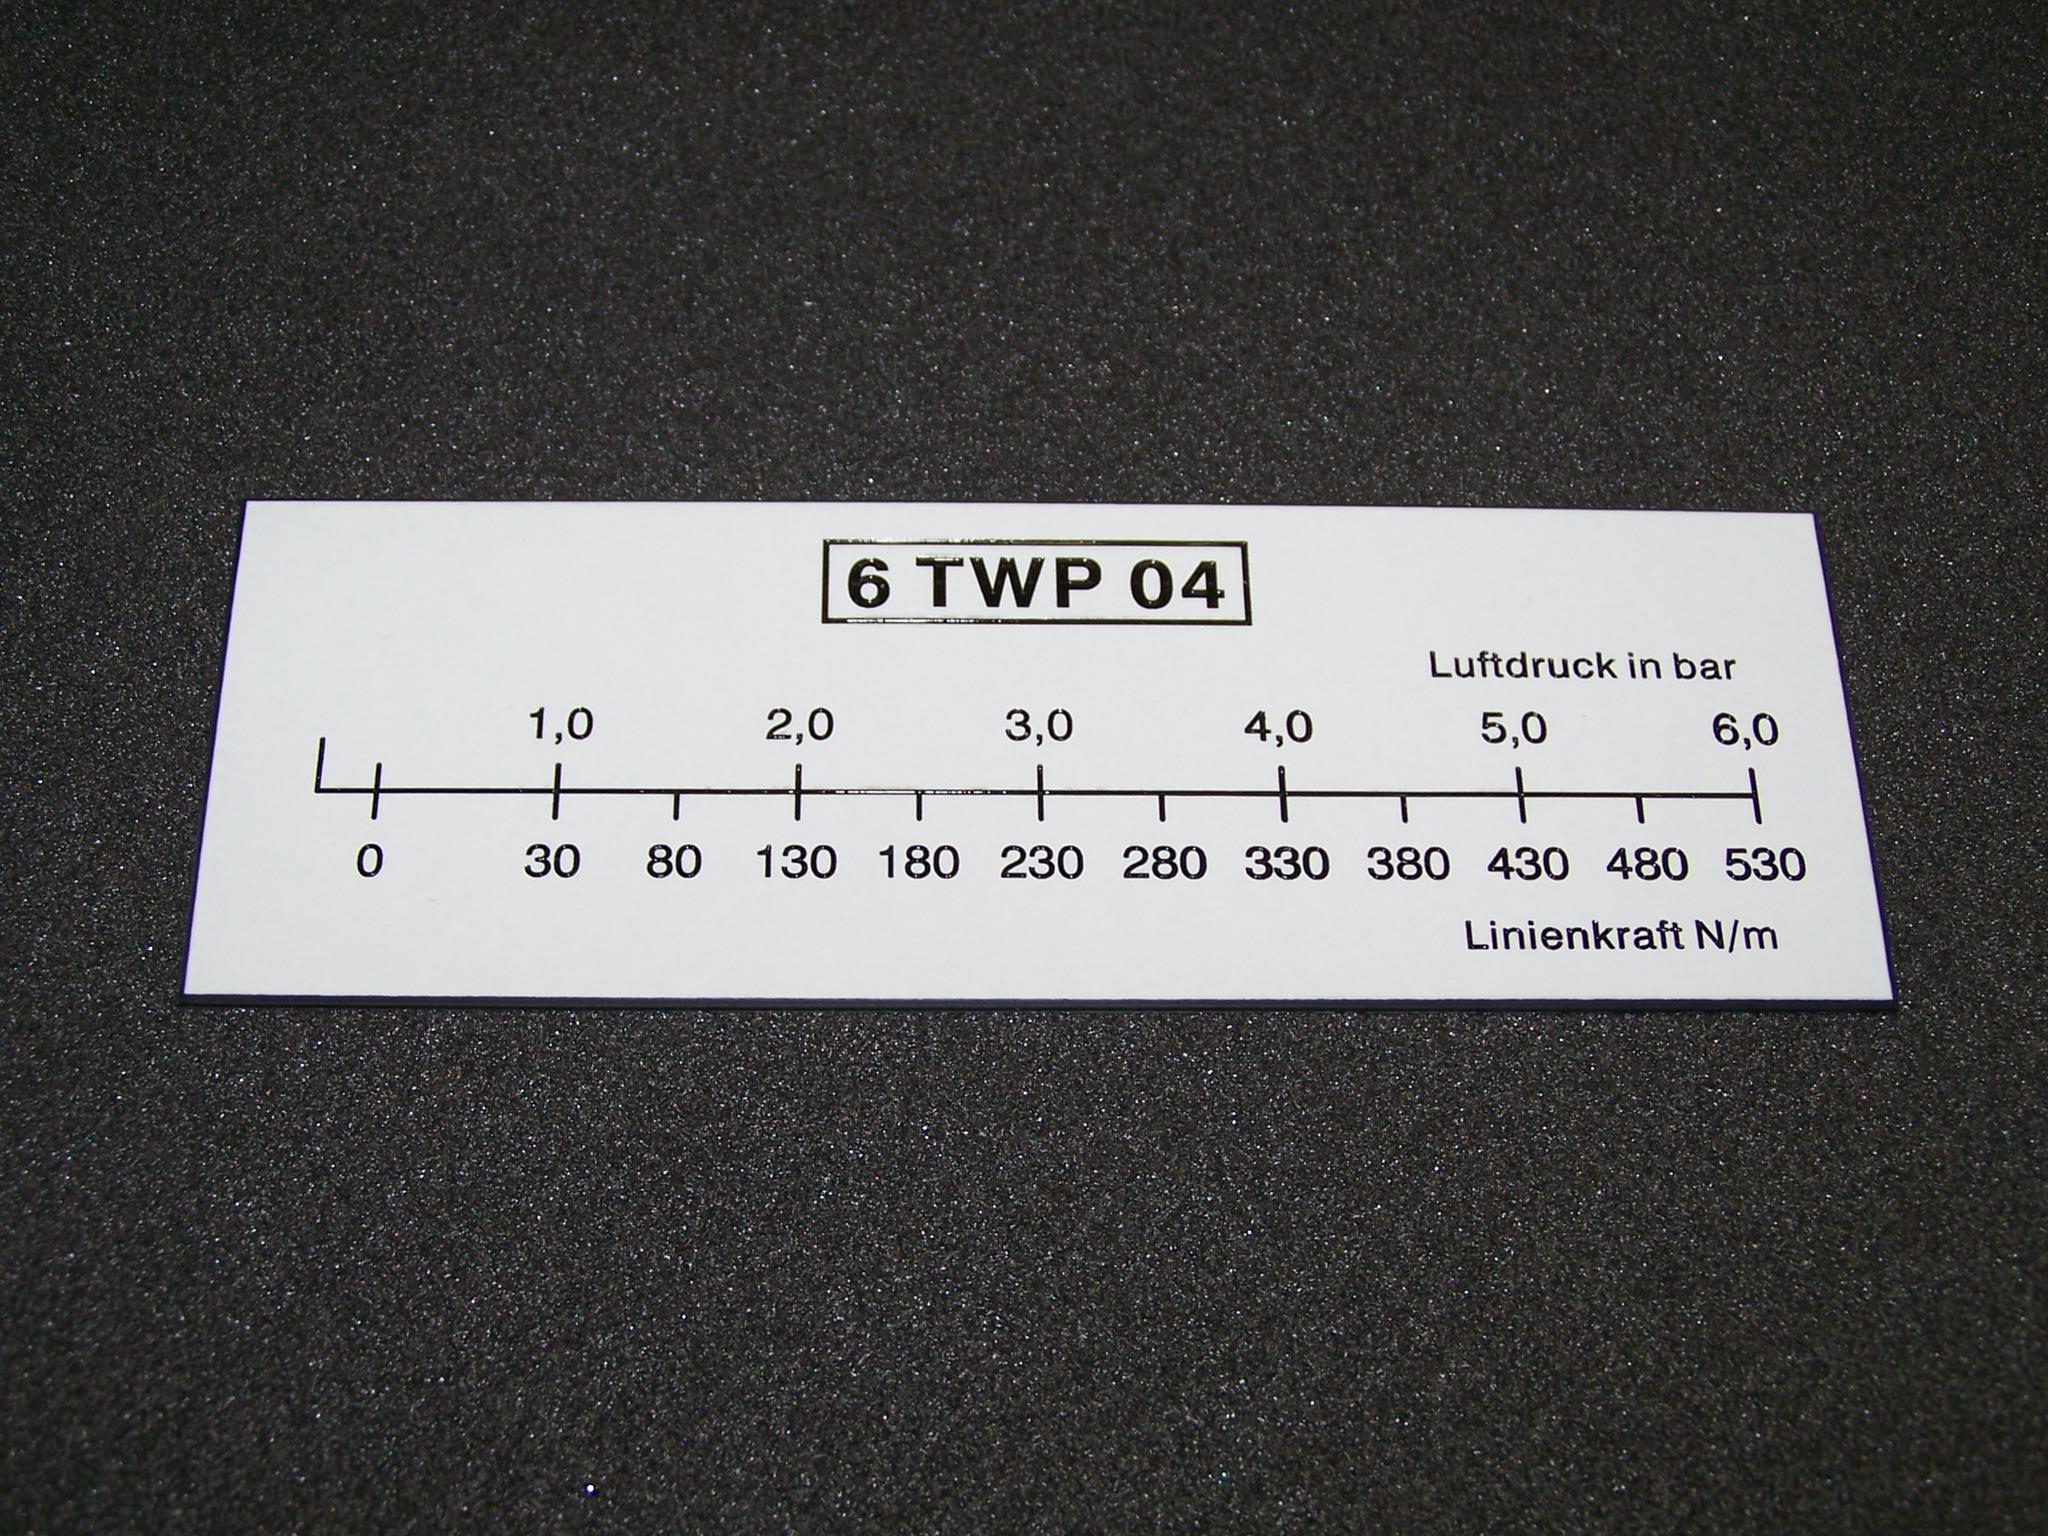 6 TWP 04
Luftdruck in bar
1,0 2,0 3,0 4,0 5,0 6,0
0 30 80 130 180 230 280 330 380 430 480 530
Linienkraft N/m